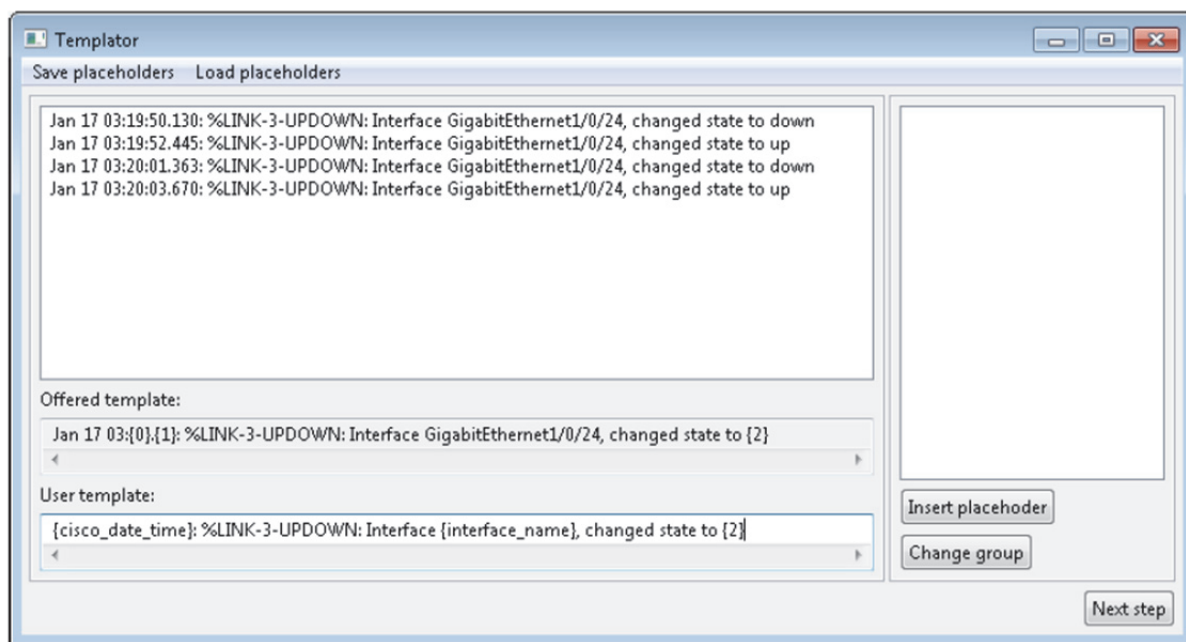 Templator
Save placeholders Load placeholders
Jan 17 03:19:50.130: %LINK-3-UPDOWN: Interface GigabitEthernet1/0/24, changed state to down
Jan 17 03:19:52.445: %LINK-3-UPDOWN: Interface GigabitEthernet1/0/24, changed state to up
Jan 17 03:20:01.363: %LINK-3-UPDOWN: Interface GigabitEthernet1/0/24, changed state to down
Jan 17 03:20:03.670: %LINK-3-UPDOWN: Interface GigabitEthernet1/0/24, changed state to up
Offered template:
Jan 17 03:{0}.{1}: %LINK-3-UPDOWN: Interface GigabitEthernet1/0/24, changed state to {2}
User template:
{cisco_date_time}: %LINK-3-UPDOWN: Interface {interface_name}, changed state to {2}
Insert placehoder
Change group
Next step